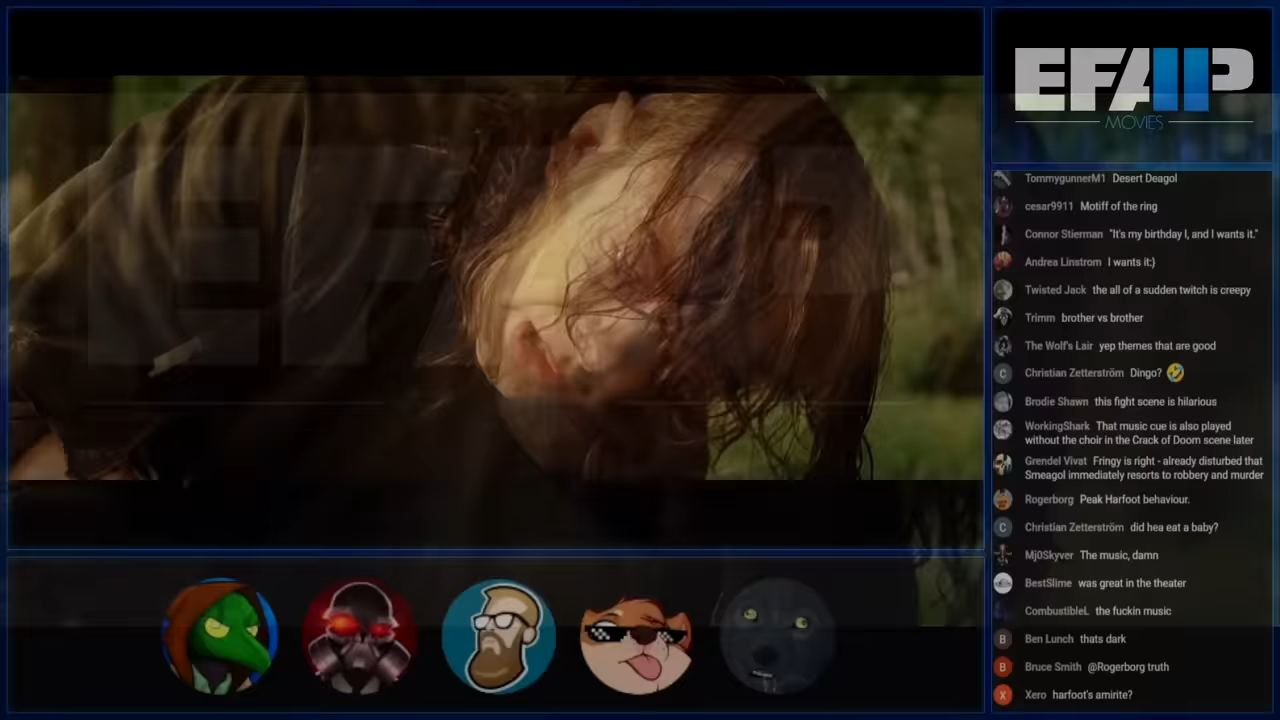 EFAP
MOVIES
TommygunnerM1 Desert Deagol
cesar9911 Motiff of the ring
Connor Stierman "It's my birthday I, and I wants it."
Andrea Linstrom I wants it:)
Twisted Jack the all of a sudden twitch is creepy
Trimm brother vs brother
The Wolf's Lair yep themes that are good
C Christian Zetterström Dingo? 🤣
Brodie Shawn this fight scene is hilarious
WorkingShark That music cue is also played
without the choir in the Crack of Doom scene later
Grendel Vivat Fringy is right - already disturbed that
Smeagol immediately resorts to robbery and murder
Rogerborg Peak Harfoot behaviour.
C Christian Zetterström did hea eat a baby?
Mj0Skyver The music, damn
BestSlime was great in the theater
CombustibleL the fuckin music
B Ben Lunch thats dark
B Bruce Smith @Rogerborg truth
X Xero harfoot's amirite?